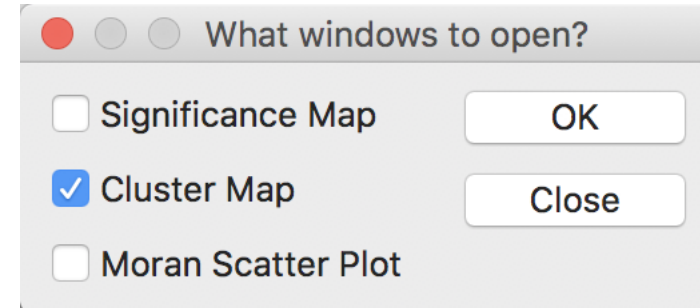 What windows to open?
Significance Map
OK
Cluster Map
Close
Moran Scatter Plot